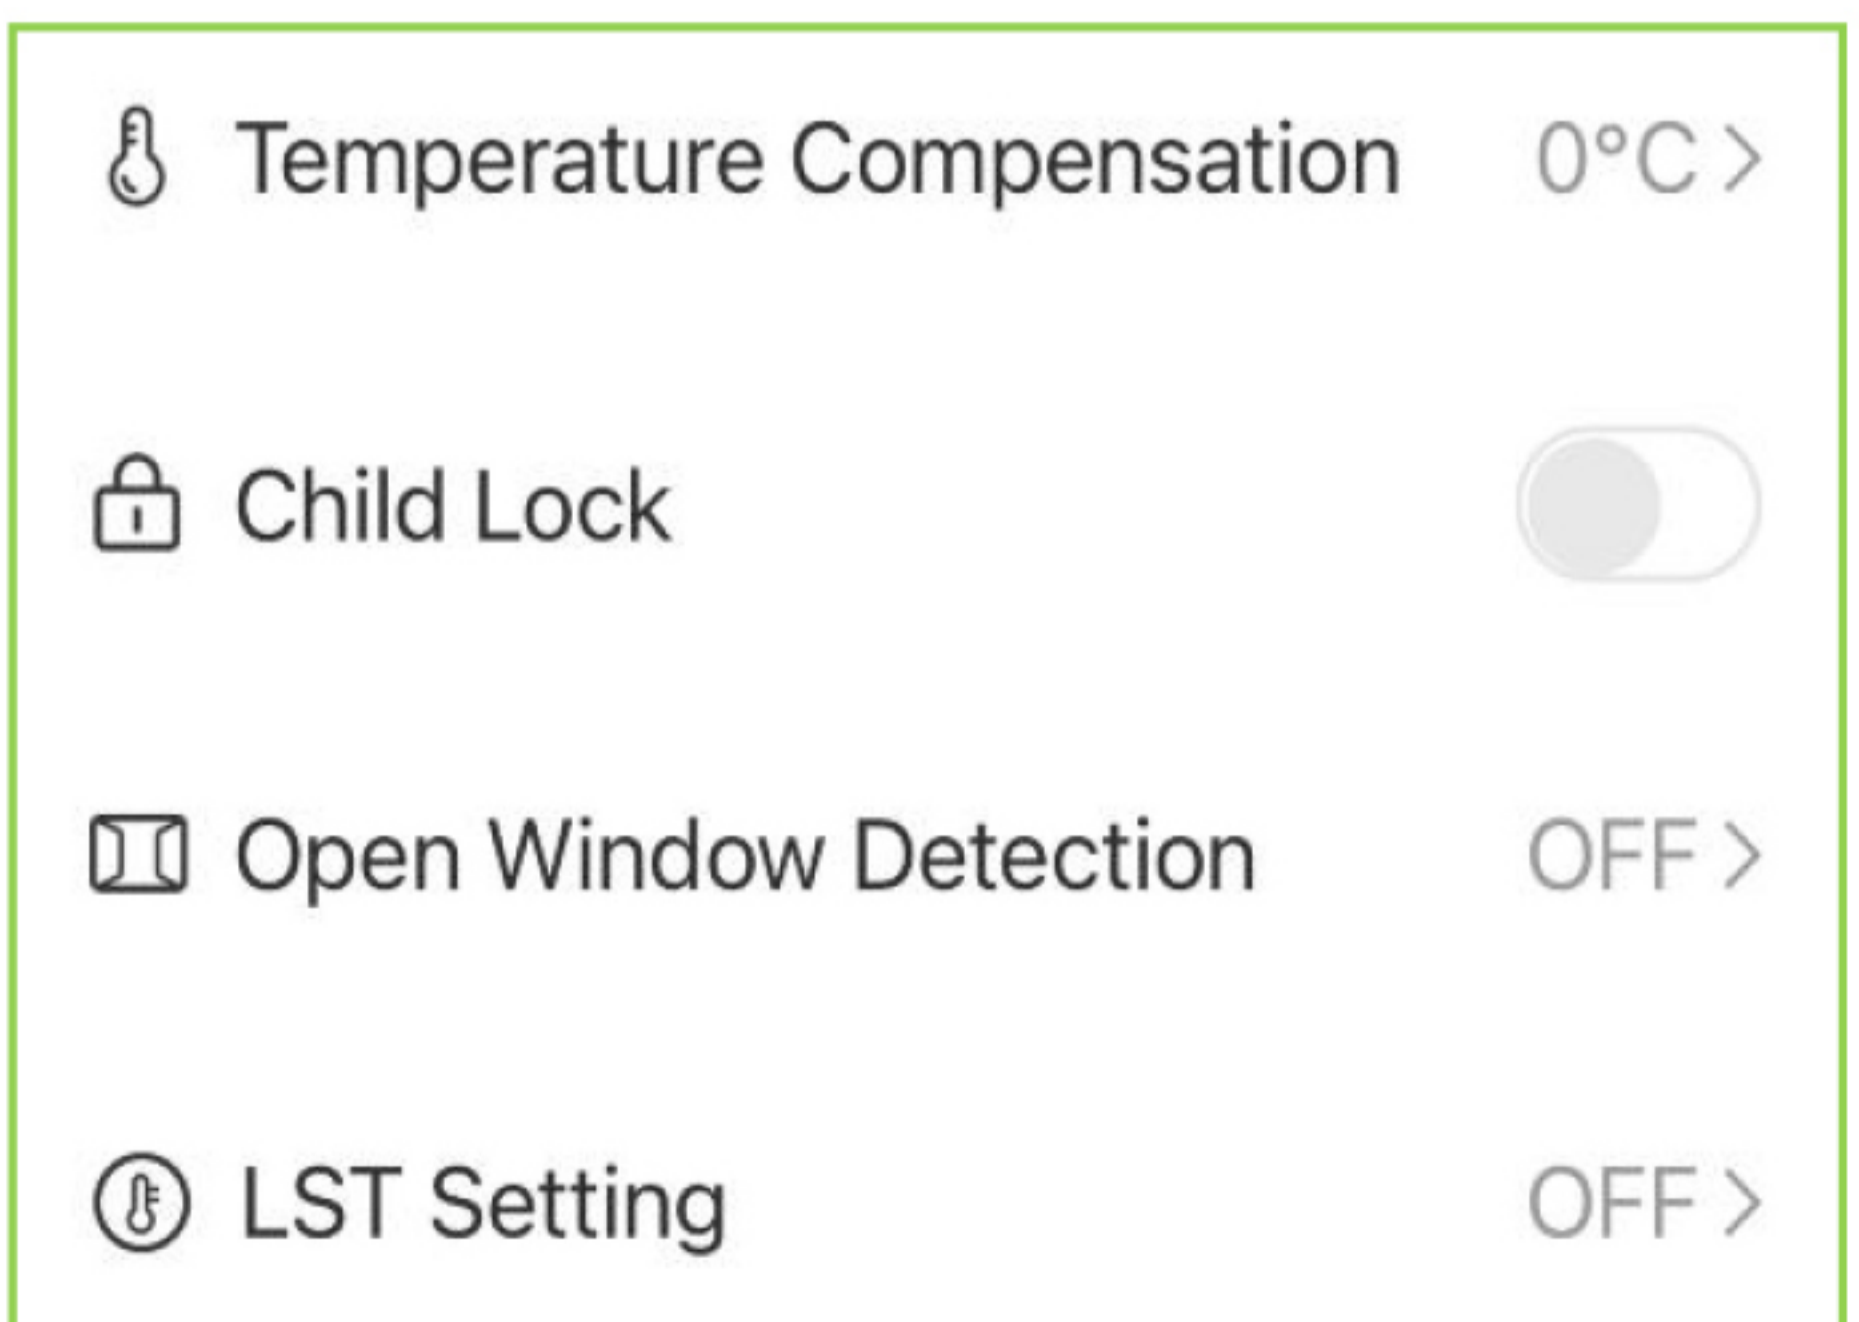 Temperature Compensation 0°C >
Child Lock
Open Window Detection OFF >
LST Setting OFF >